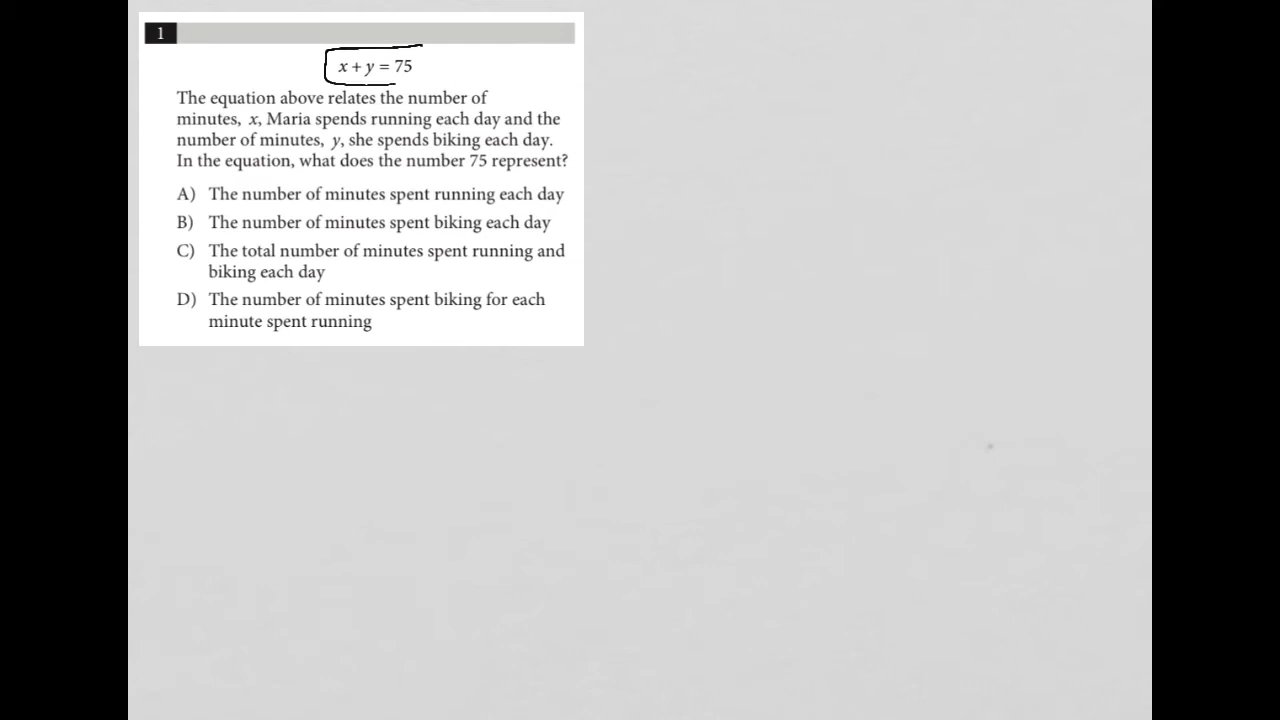 1
x + y = 75
The equation above relates the number of
minutes, x, Maria spends running each day and the
number of minutes, y, she spends biking each day.
In the equation, what does the number 75 represent?
A) The number of minutes spent running each day
B) The number of minutes spent biking each day
C) The total number of minutes spent running and
biking each day
D) The number of minutes spent biking for each
minute spent running